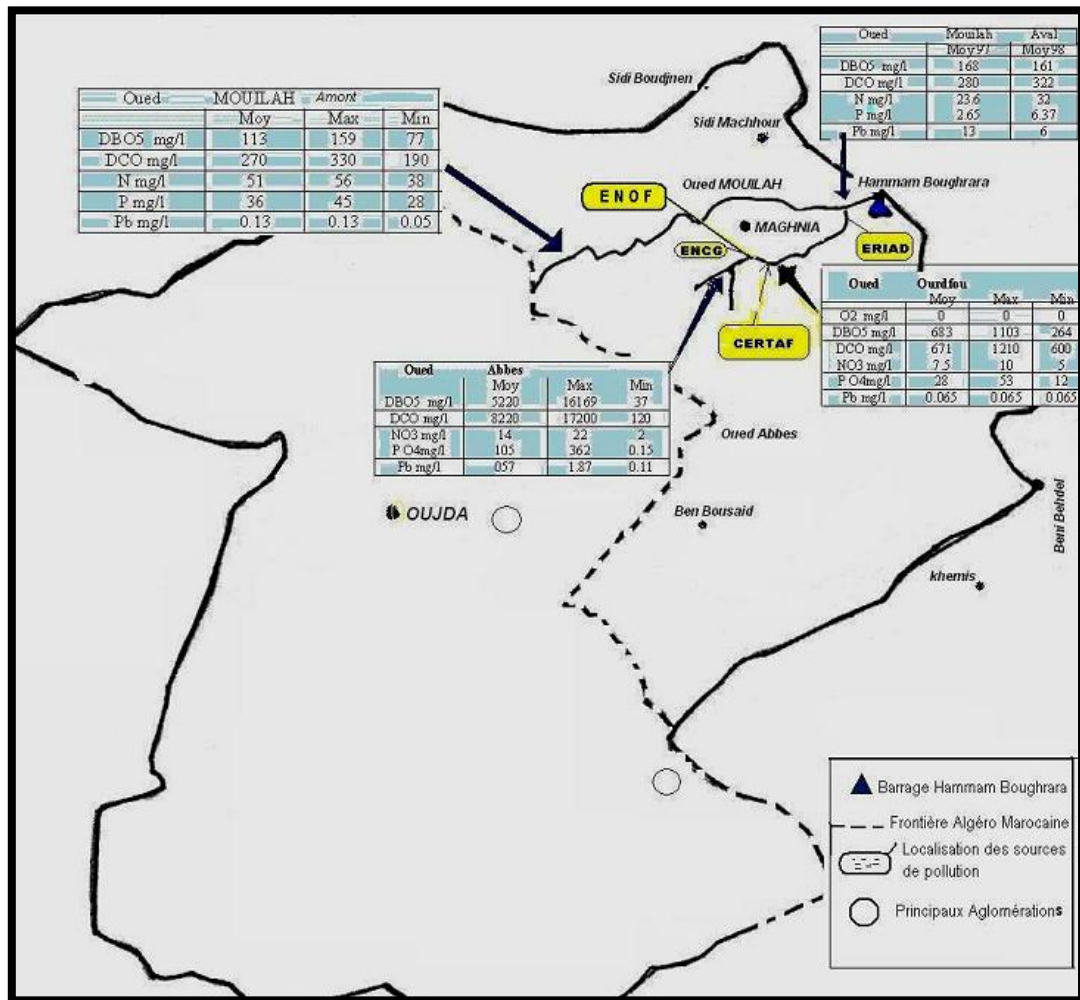 Oued Mouilah Aval
Moy97 Moy98
DBO5 mg/l 168 161
DCO mg/l 280 322
N mg/l 23.6 32
P mg/l 2.65 6.37
Pb mg/l 13 6
Sidi Boudjnen
Oued MOUILAH Amont
Moy Max Min
DBO5 mg/l 113 159 77
DCO mg/l 270 330 190
N mg/l 51 56 38
P mg/l 36 45 28
Pb mg/l 0.13 0.13 0.05
Sidi Machhour
Oued MOUILAH
Hammam Boughrara
ENOF
MAGHNIA
ENCG
ERIAD
CERTAF
Oued Ourdfou
Moy Max Min
O2 mg/l 0 0 0
DBO5 mg/l 683 1103 264
DCO mg/l 671 1210 600
NO3 mg/l 7.5 10 5
P O4mg/l 28 53 12
Pb mg/l 0.065 0.065 0.065
Oued Abbes
Moy Max Min
DBO5 mg/l 5220 16169 37
DCO mg/l 8220 17200 120
NO3 mg/l 14 22 2
P O4mg/l 105 362 0.15
Pb mg/l 057 1.87 0.11
Oued Abbes
OUJDA
Ben Bousaid
Beni Behdel
khemis
Barrage Hammam Boughrara
Frontière Algéro Marocaine
Localisation des sources
de pollution
Principaux Aglomérations